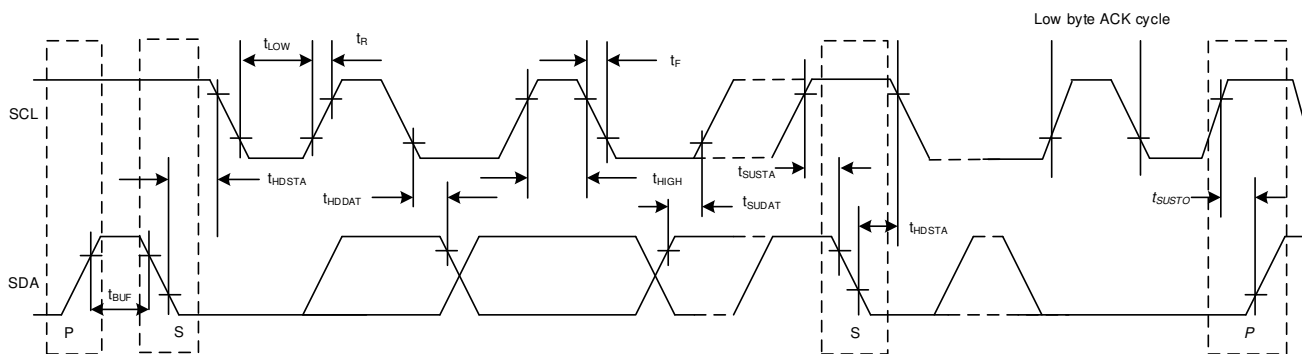 Low byte ACK cycle
tLOW
tR
tF
SCL
tHDSTA
tHDDAT
tHIGH
tSUDAT
tSUSTA
tSUSTO
tHDSTA
SDA
tBUF
P
S
S
P